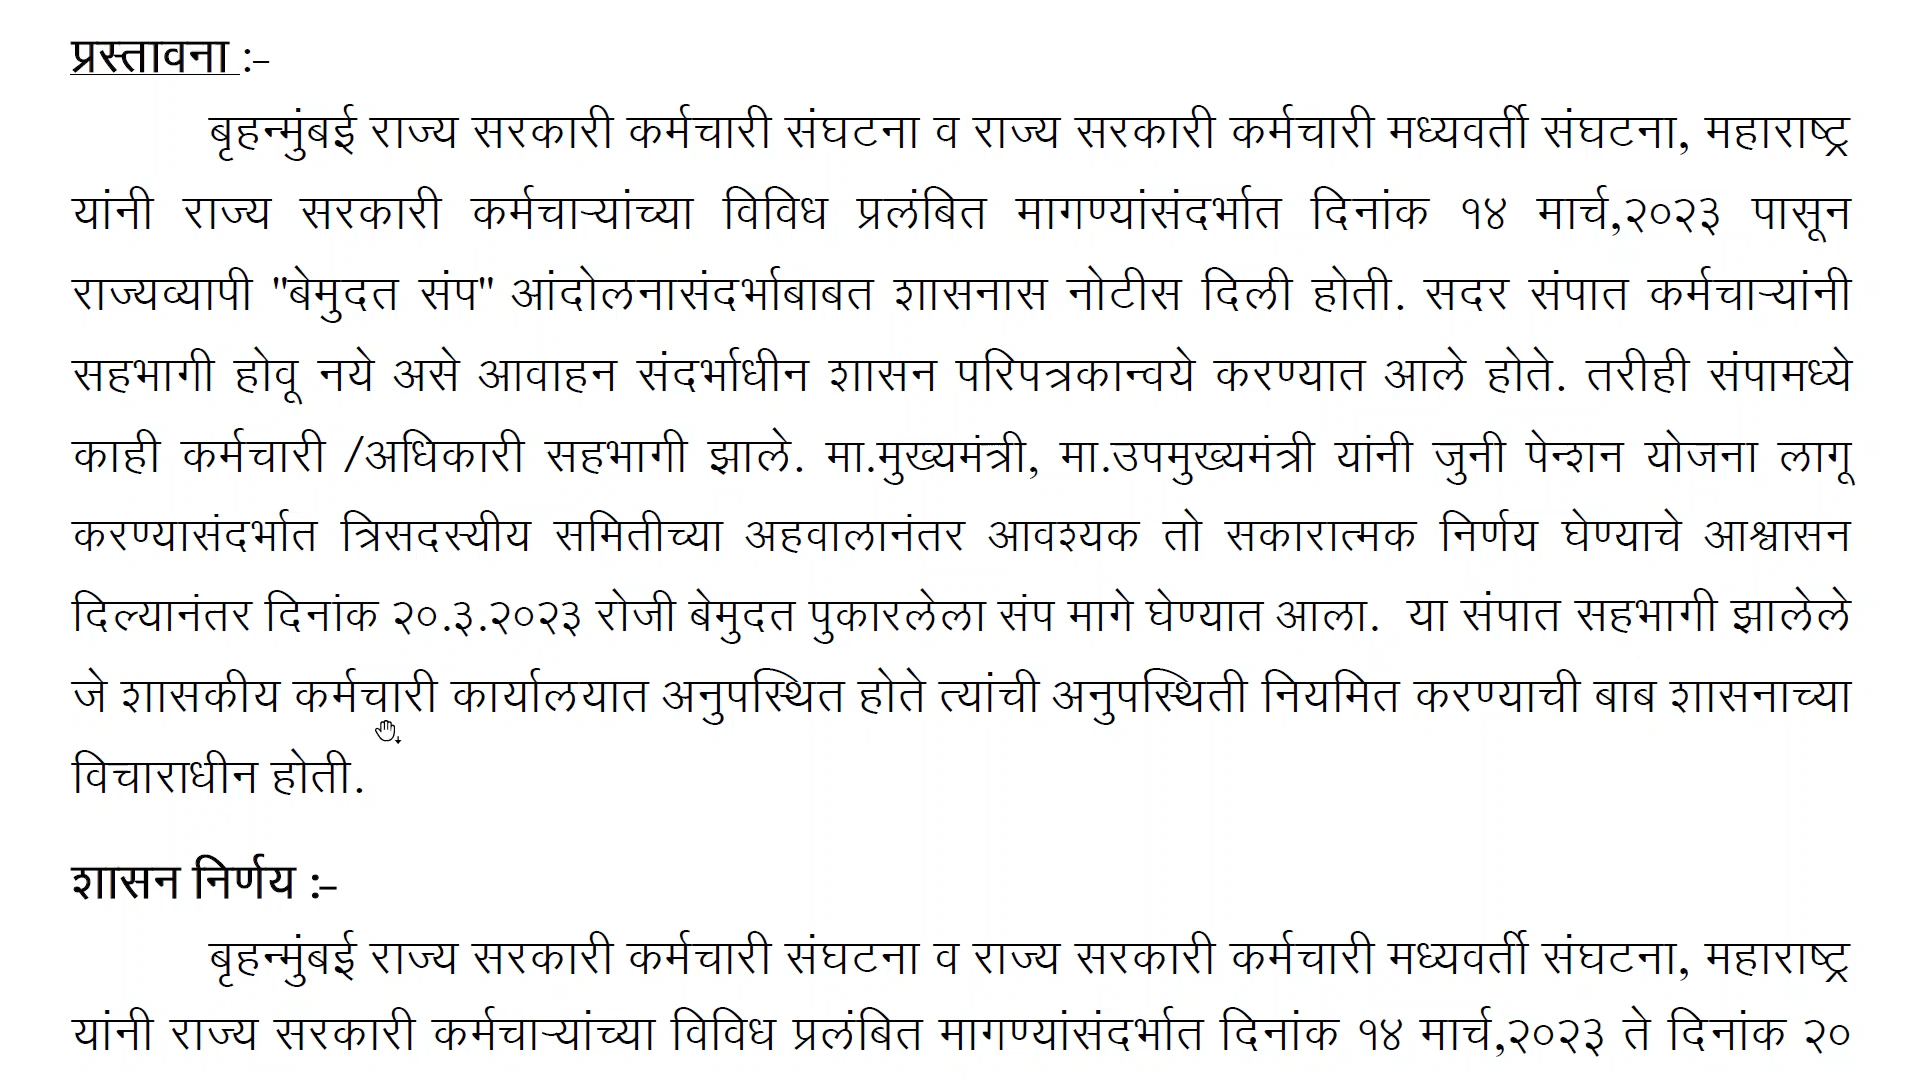 प्रस्तावना :-
बृहन्मुंबई राज्य सरकारी कर्मचारी संघटना व राज्य सरकारी कर्मचारी मध्यवर्ती संघटना, महाराष्ट्र
यांनी राज्य सरकारी कर्मचाऱ्यांच्या विविध प्रलंबित मागण्यांसंदर्भात दिनांक १४ मार्च,२०२३ पासून
राज्यव्यापी "बेमुदत संप" आंदोलनासंदर्भाबाबत शासनास नोटीस दिली होती. सदर संपात कर्मचाऱ्यांनी
सहभागी होवू नये असे आवाहन संदर्भाधीन शासन परिपत्रकान्वये करण्यात आले होते. तरीही संपामध्ये
काही कर्मचारी /अधिकारी सहभागी झाले. मा.मुख्यमंत्री, मा.उपमुख्यमंत्री यांनी जुनी पेन्शन योजना लागू
करण्यासंदर्भात त्रिसदस्यीय समितीच्या अहवालानंतर आवश्यक तो सकारात्मक निर्णय घेण्याचे आश्वासन
दिल्यानंतर दिनांक २०.३.२०२३ रोजी बेमुदत पुकारलेला संप मागे घेण्यात आला. या संपात सहभागी झालेले
जे शासकीय कर्मचारी कार्यालयात अनुपस्थित होते त्यांची अनुपस्थिती नियमित करण्याची बाब शासनाच्या
विचाराधीन होती.
शासन निर्णय :-
बृहन्मुंबई राज्य सरकारी कर्मचारी संघटना व राज्य सरकारी कर्मचारी मध्यवर्ती संघटना, महाराष्ट्र
यांनी राज्य सरकारी कर्मचाऱ्यांच्या विविध प्रलंबित मागण्यांसंदर्भात दिनांक १४ मार्च,२०२३ ते दिनांक २०